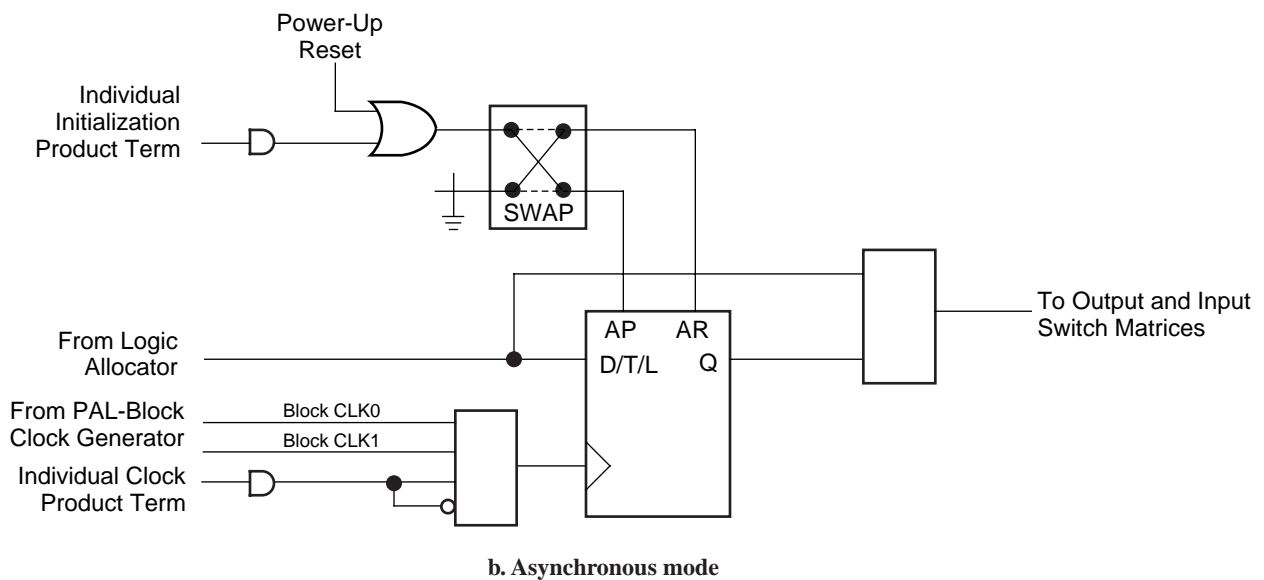 Power-Up
Reset
Individual
Initialization
Product Term
SWAP
AP AR
D/T/L Q
To Output and Input
Switch Matrices
From Logic
Allocator
From PAL-Block
Clock Generator
Block CLK0
Block CLK1
Individual Clock
Product Term
b. Asynchronous mode